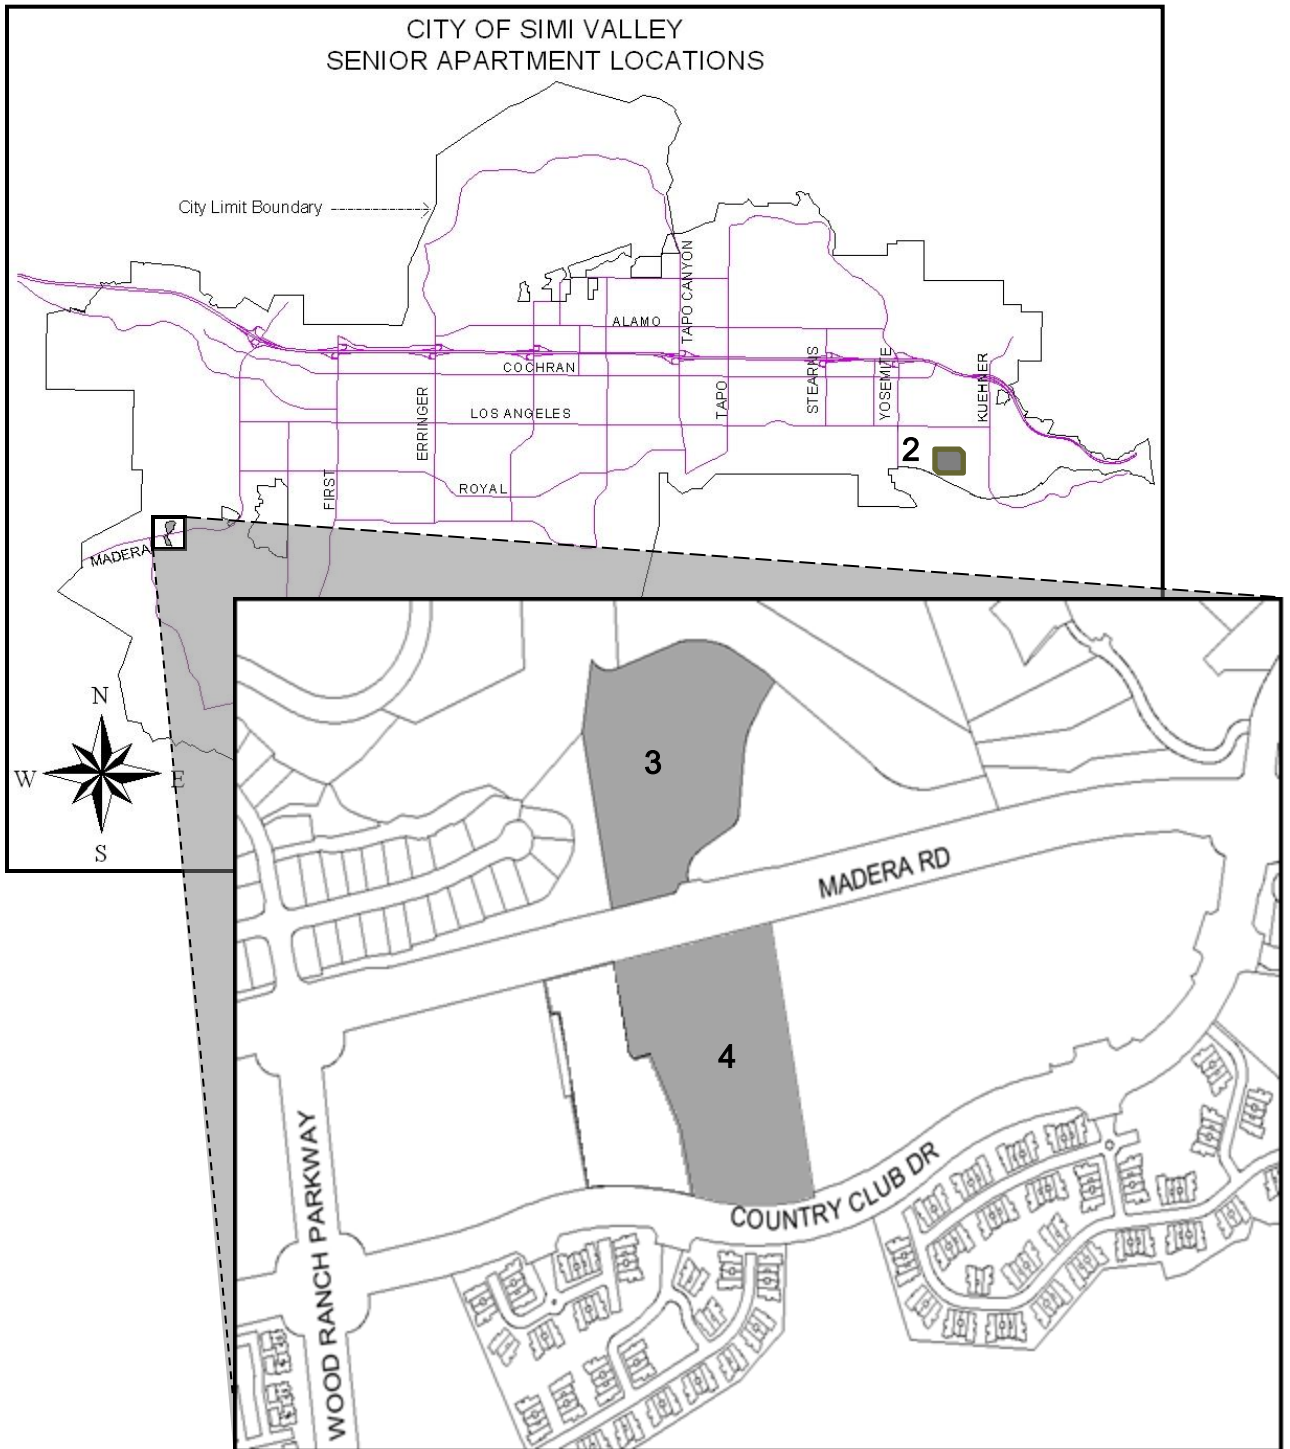 CITY OF SIMI VALLEY
SENIOR APARTMENT LOCATIONS
City Limit Boundary
TAPO CANYON
ALAMO
COCHRAN
STEARNS
YOSEMITE
KUEHNER
TAPO
ERRINGER
LOS ANGELES
2
FIRST
ROYAL
MADERA
N
W
E
S
3
MADERA RD
4
COUNTRY CLUB DR
WOOD RANCH PARKWAY